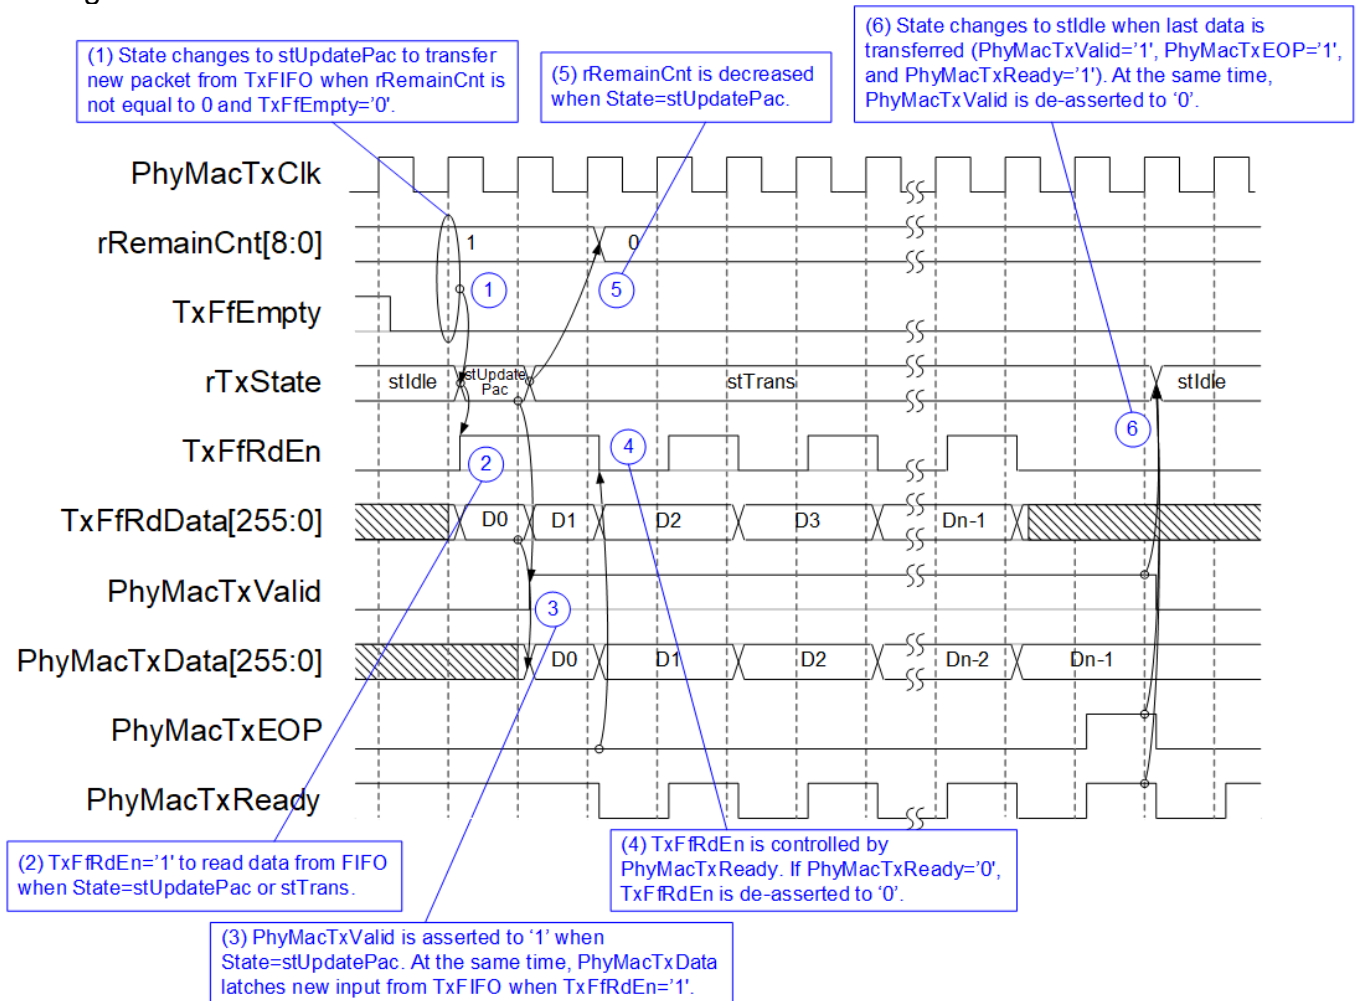 (6) State changes to stIdle when last data is
transferred (PhyMacTxValid='1', PhyMacTxEOP='1',
and PhyMacTxReady='1'). At the same time,
PhyMacTxValid is de-asserted to ‘0’.
(1) State changes to stUpdatePac to transfer
new packet from TxFIFO when rRemainCnt is
not equal to 0 and TxFfEmpty='0'.
(5) rRemainCnt is decreased
when State=stUpdatePac.
PhyMacTxClk
rRemainCnt[8:0]
1
0
1
5
TxFfEmpty
rTxState
stIdle
stUpdate
Pac
stTrans
stIdle
TxFfRdEn
2
4
6
TxFfRdData[255:0]
D0
D1
D2
D3
Dn-1
PhyMacTxValid
3
PhyMacTxData[255:0]
D0
D1
D2
Dn-2
Dn-1
PhyMacTxEOP
PhyMacTxReady
(2) TxFfRdEn='1' to read data from FIFO
when State=stUpdatePac or stTrans.
(4) TxFfRdEn is controlled by
PhyMacTxReady. If PhyMacTxReady='0',
TxFfRdEn is de-asserted to ‘0’.
(3) PhyMacTxValid is asserted to ‘1’ when
State=stUpdatePac. At the same time, PhyMacTxData
latches new input from TxFIFO when TxFfRdEn='1'.